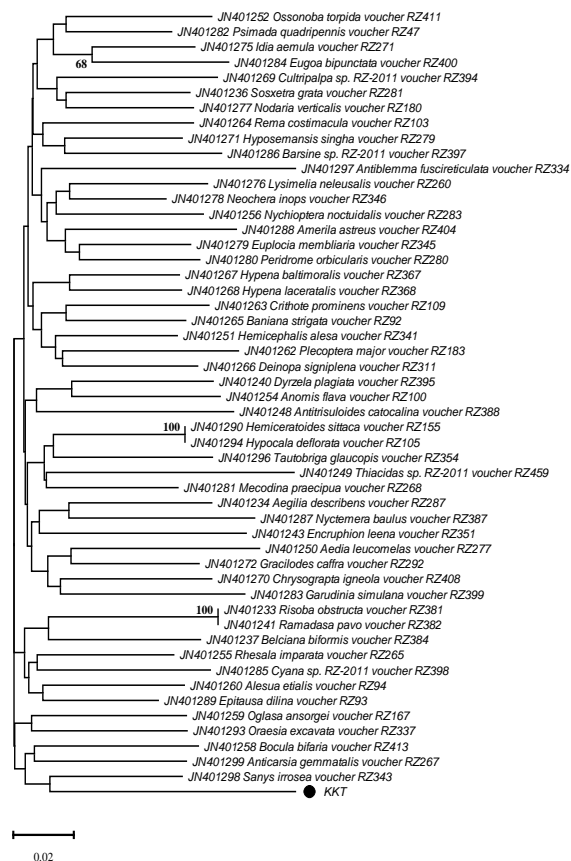 JN401252 Ossonoba torpida voucher RZ411
JN401282 Psimada quadripennis voucher RZ47
JN401275 Idia aemula voucher RZ271
68
JN401284 Eugoa bipunctata voucher RZ400
JN401269 Cultripalpa sp. RZ-2011 voucher RZ394
JN401236 Sosxetra grata voucher RZ281
JN401277 Nodaria verticalis voucher RZ180
JN401264 Rema costimacula voucher RZ103
JN401271 Hyposemansis singha voucher RZ279
JN401286 Barsine sp. RZ-2011 voucher RZ397
JN401297 Antiblemma fuscireticulata voucher RZ334
JN401276 Lysimelia neleusalis voucher RZ260
JN401278 Neochera inops voucher RZ346
JN401256 Nychioptera noctuidalis voucher RZ283
JN401288 Amerila astreus voucher RZ404
JN401279 Euplocia membliaria voucher RZ345
JN401280 Peridrome orbicularis voucher RZ280
JN401267 Hypena baltimoralis voucher RZ367
JN401268 Hypena laceratalis voucher RZ368
JN401263 Crithote prominens voucher RZ109
JN401265 Baniana strigata voucher RZ92
JN401251 Hemicephalis alesa voucher RZ341
JN401262 Plecoptera major voucher RZ183
JN401266 Deinopa signiplena voucher RZ311
JN401240 Dyrzela plagiata voucher RZ395
JN401254 Anomis flava voucher RZ100
JN401248 Antitrisuloides catocalina voucher RZ388
100
JN401290 Hemiceratoides sittaca voucher RZ155
JN401294 Hypocala deflorata voucher RZ105
JN401296 Tautobriga glaucopis voucher RZ354
JN401249 Thiacidas sp. RZ-2011 voucher RZ459
JN401281 Mecodina praecipua voucher RZ268
JN401234 Aegilia describens voucher RZ287
JN401287 Nyctemera baulus voucher RZ387
JN401243 Encruphion leena voucher RZ351
JN401250 Aedia leucomelas voucher RZ277
JN401272 Gracilodes caffra voucher RZ292
JN401270 Chrysograpta igneola voucher RZ408
JN401283 Garudinia simulana voucher RZ399
100
JN401233 Risoba obstructa voucher RZ381
JN401241 Ramadasa pavo voucher RZ382
JN401237 Belciana biformis voucher RZ384
JN401255 Rhesala imparata voucher RZ265
JN401285 Cyana sp. RZ-2011 voucher RZ398
JN401260 Alesua etialis voucher RZ94
JN401289 Epitausa dilina voucher RZ93
JN401259 Oglasa ansorgei voucher RZ167
JN401293 Oraesia excavata voucher RZ337
JN401258 Bocula bifaria voucher RZ413
JN401299 Anticarsia gemmatalis voucher RZ267
JN401298 Sanys irrosea voucher RZ343
KKT
0.02